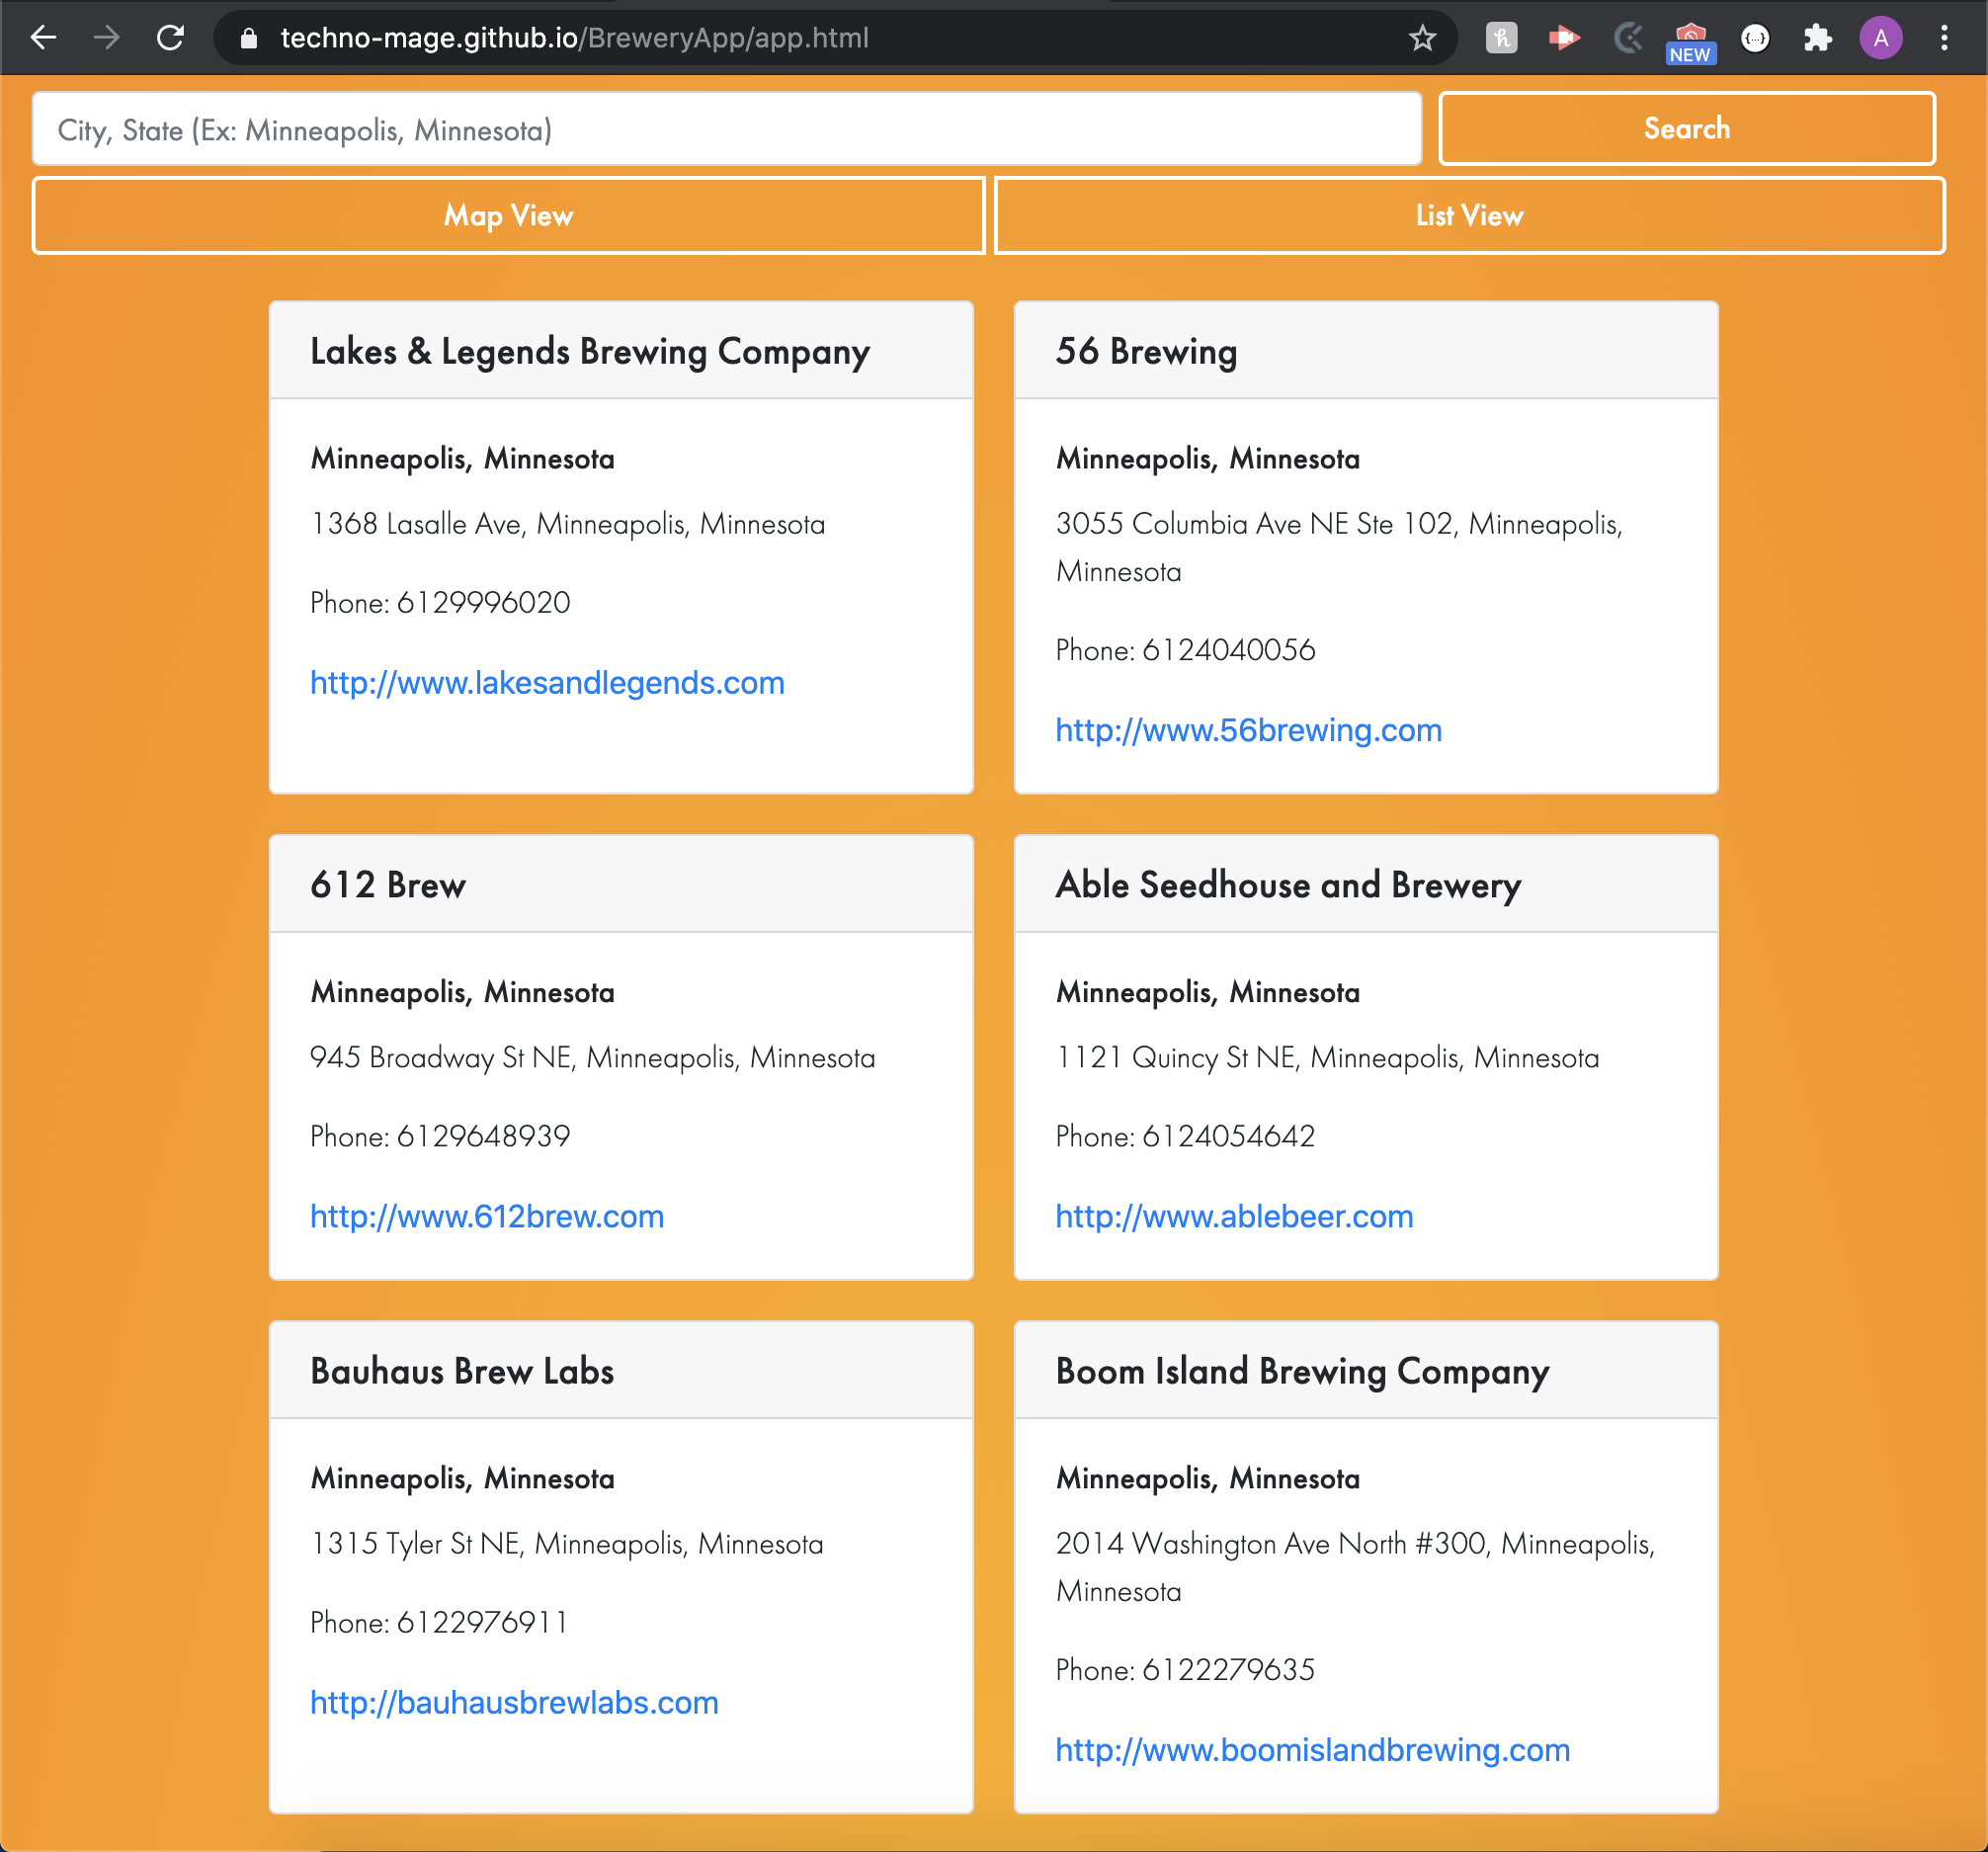 techno-mage.github.io/BreweryApp/app.html
NEW
A
City, State (Ex: Minneapolis, Minnesota)
Search
Map View
List View
Lakes & Legends Brewing Company
Minneapolis, Minnesota
1368 Lasalle Ave, Minneapolis, Minnesota
Phone: 6129996020
http://www.lakesandlegends.com
56 Brewing
Minneapolis, Minnesota
3055 Columbia Ave NE Ste 102, Minneapolis,
Minnesota
Phone: 6124040056
http://www.56brewing.com
612 Brew
Minneapolis, Minnesota
945 Broadway St NE, Minneapolis, Minnesota
Phone: 6129648939
http://www.612brew.com
Able Seedhouse and Brewery
Minneapolis, Minnesota
1121 Quincy St NE, Minneapolis, Minnesota
Phone: 6124054642
http://www.ablebeer.com
Bauhaus Brew Labs
Minneapolis, Minnesota
1315 Tyler St NE, Minneapolis, Minnesota
Phone: 6122976911
http://bauhausbrewlabs.com
Boom Island Brewing Company
Minneapolis, Minnesota
2014 Washington Ave North #300, Minneapolis,
Minnesota
Phone: 6122279635
http://www.boomislandbrewing.com